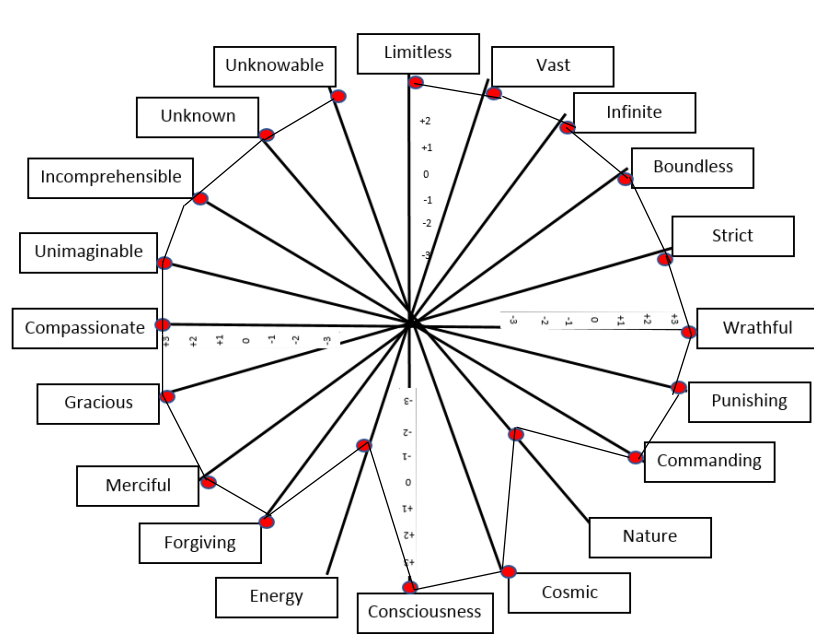 Limitless
Unknowable
Vast
Unknown
Infinite
+2
+1
Boundless
0
Incomprehensible
-1
-2
Strict
Unimaginable
-3
Compassionate
+3 +2 +1 0 -1 -2 -3
-3 -2 -1 0 +1 +2 +3
Wrathful
Gracious
Punishing
-3
-2
-1
Commanding
0
Merciful
+1
+2
Forgiving
Nature
+3
Energy
Cosmic
Consciousness